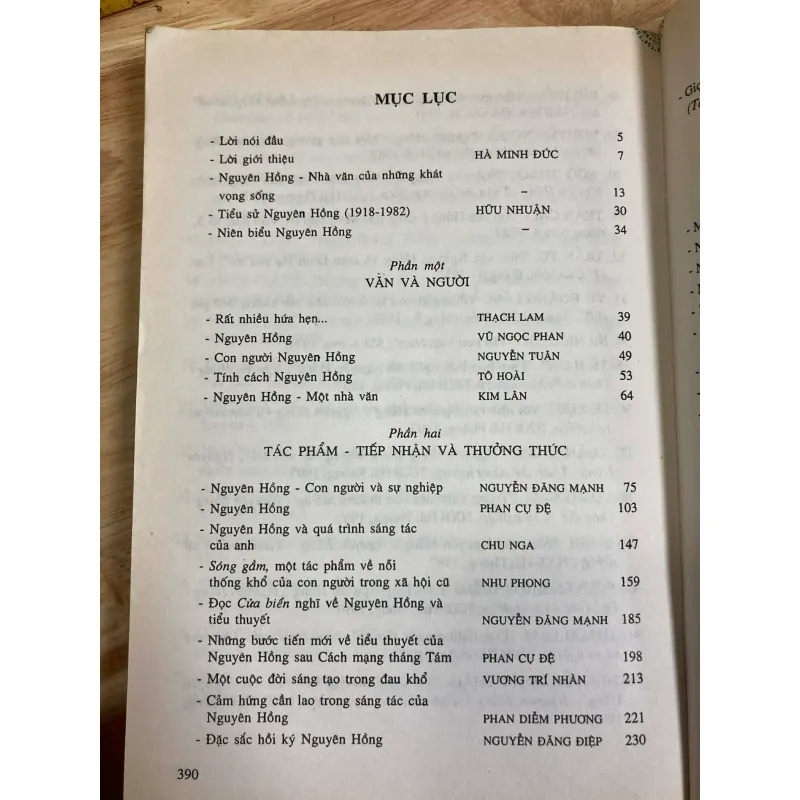 MỤC LỤC
- Lời nói đầu 5
- Lời giới thiệu HÀ MINH ĐỨC 7
- Nguyên Hồng - Nhà văn của những khát
vọng sống – 13
- Tiểu sử Nguyên Hồng (1918-1982) HỮU NHUẬN 30
- Niên biểu Nguyên Hồng – 34
Phần một
VĂN VÀ NGƯỜI
- Rất nhiều hứa hẹn... THẠCH LAM 39
- Nguyên Hồng VŨ NGỌC PHAN 40
- Con người Nguyên Hồng NGUYỄN TUÂN 49
- Tính cách Nguyên Hồng TÔ HOÀI 53
- Nguyên Hồng - Một nhà văn KIM LÂN 64
Phần hai
TÁC PHẨM - TIẾP NHẬN VÀ THƯỞNG THỨC
- Nguyên Hồng - Con người và sự nghiệp NGUYỄN ĐĂNG MẠNH 75
- Nguyên Hồng PHAN CỰ ĐỆ 103
- Nguyên Hồng và quá trình sáng tác
của anh CHU NGA 147
- Sóng gầm, một tác phẩm về nỗi
thống khổ của con người trong xã hội cũ NHƯ PHONG 159
- Đọc Cửa biển nghĩ về Nguyên Hồng và
tiểu thuyết NGUYỄN ĐĂNG MẠNH 185
- Những bước tiến mới về tiểu thuyết của
Nguyên Hồng sau Cách mạng tháng Tám PHAN CỰ ĐỆ 198
- Một cuộc đời sáng tạo trong đau khổ VƯƠNG TRÍ NHÀN 213
- Cảm hứng cần lao trong sáng tác của
Nguyên Hồng PHAN DIỄM PHƯƠNG 221
- Đặc sắc hồi ký Nguyên Hồng NGUYỄN ĐĂNG ĐIỆP 230
390